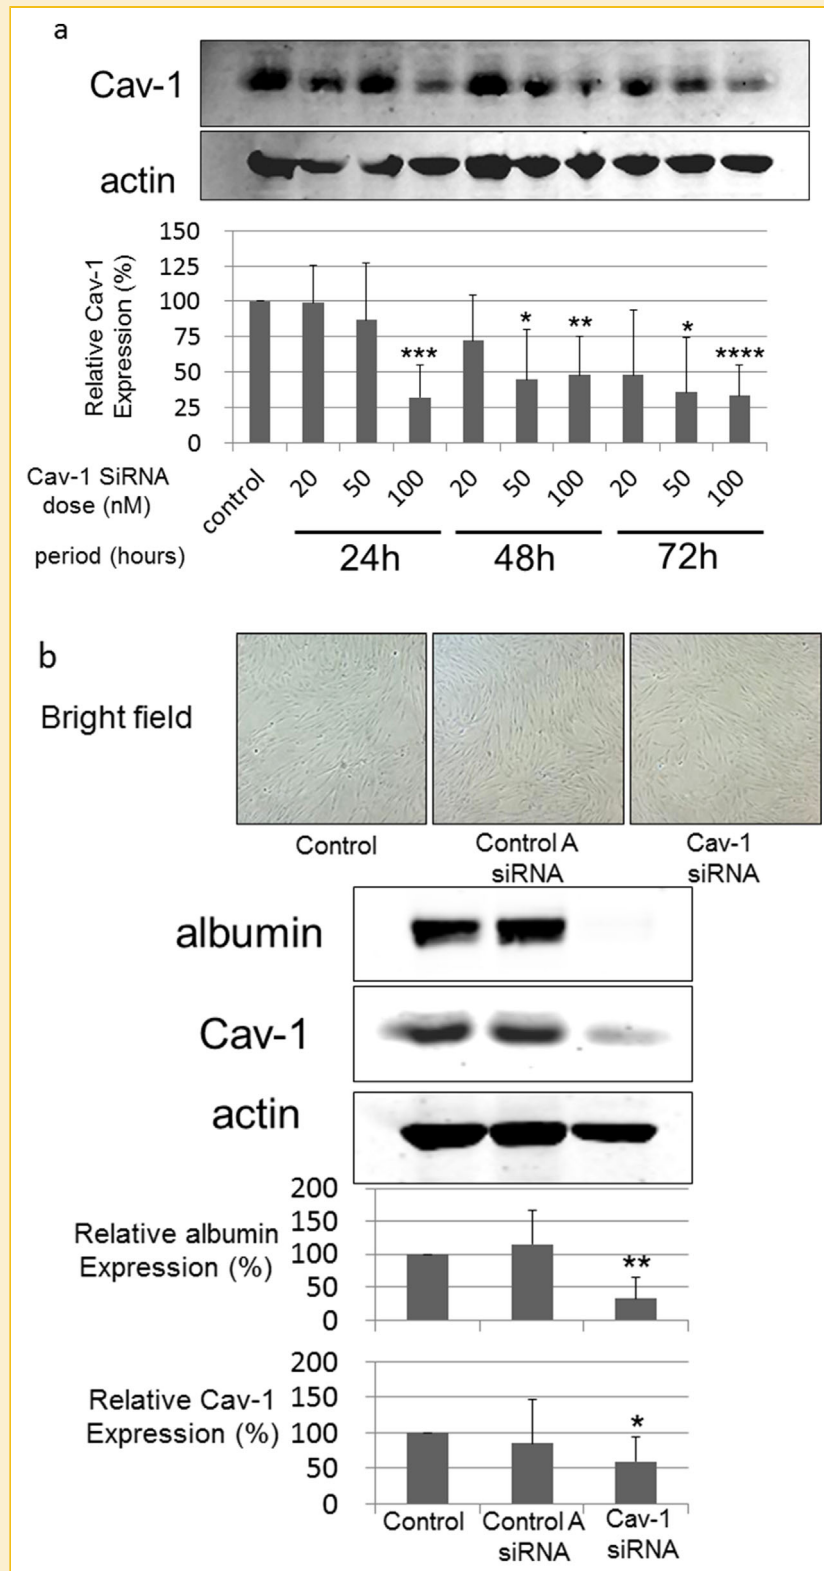 a
Cav-1
actin
150
125
100
75
50
25
0
Relative Cav-1
Expression (%)
*** * ** * ****
Cav-1 SiRNA
dose (nM)
control 20 50 100 20 50 100 20 50 100
period (hours) 24h 48h 72h
b
Bright field
Control Control A
siRNA Cav-1
siRNA
albumin
Cav-1
actin
Relative albumin
Expression (%)
200
150
100
50
0
**
Relative Cav-1
Expression (%)
200
150
100
50
0
*
Control Control A
siRNA Cav-1
siRNA